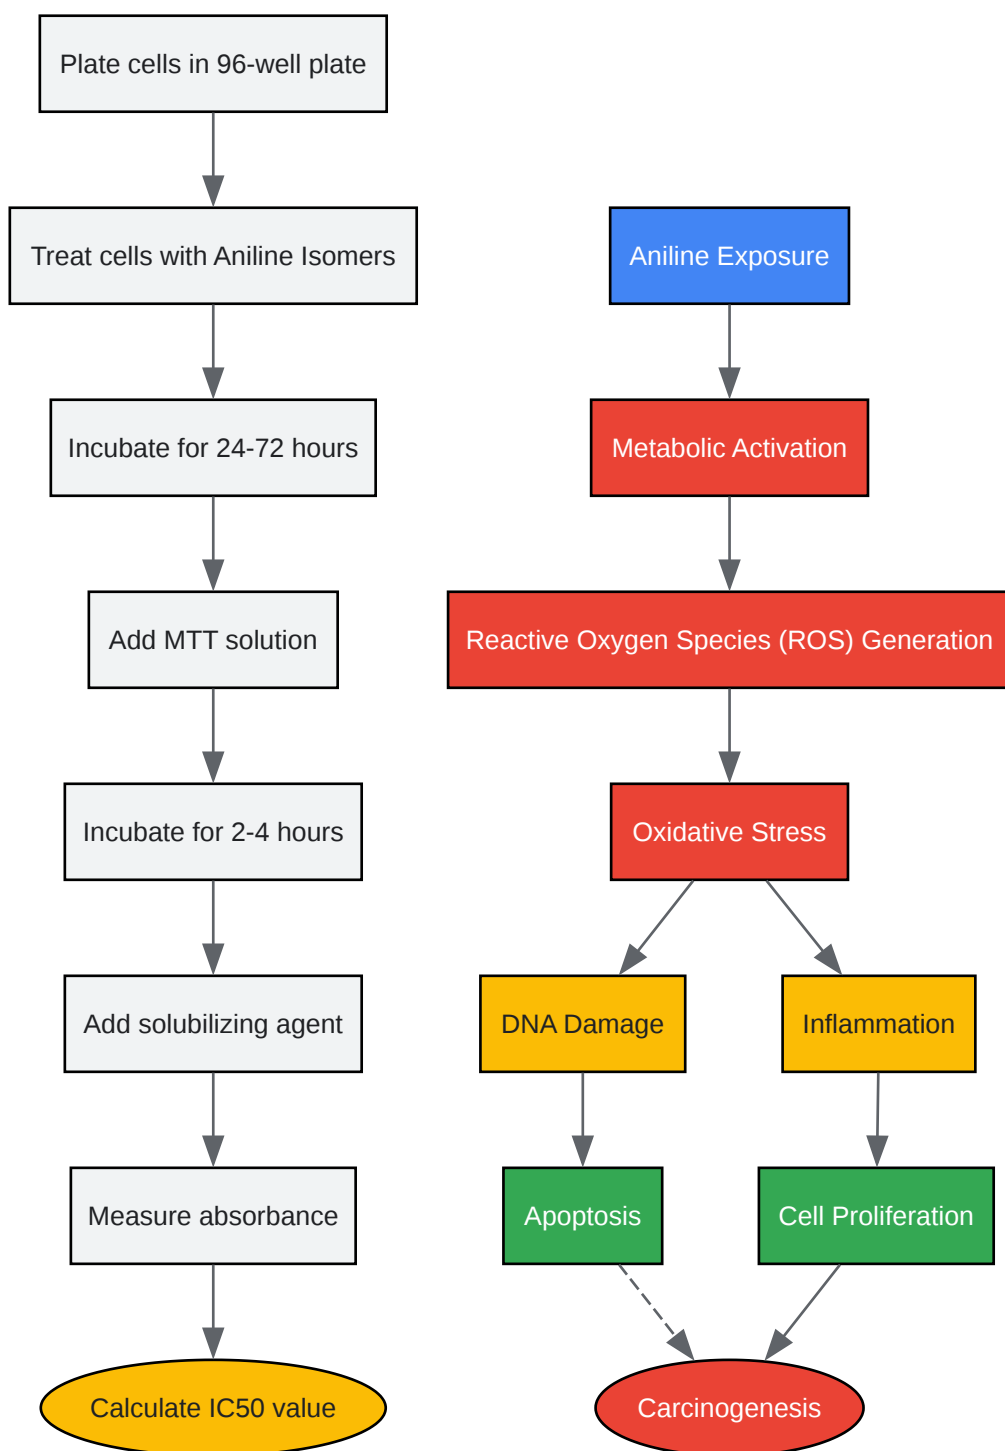 Plate cells in 96-well plate
Treat cells with Aniline Isomers
Incubate for 24-72 hours
Add MTT solution
Incubate for 2-4 hours
Add solubilizing agent
Measure absorbance
Calculate IC50 value
Aniline Exposure
Metabolic Activation
Reactive Oxygen Species (ROS) Generation
Oxidative Stress
DNA Damage
Inflammation
Apoptosis
Cell Proliferation
Carcinogenesis